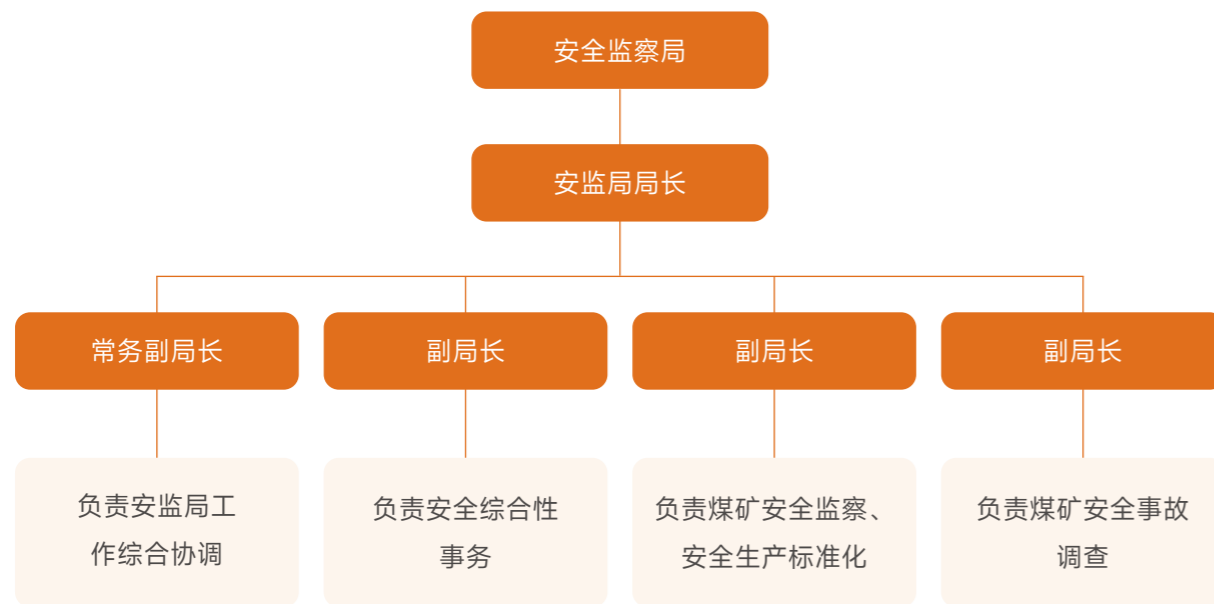 安全监察局
安监局局长
常务副局长
副局长
副局长
副局长
负责安监局工
作综合协调
负责安全综合性
事务
负责煤矿安全监察、
安全生产标准化
负责煤矿安全事故
调查